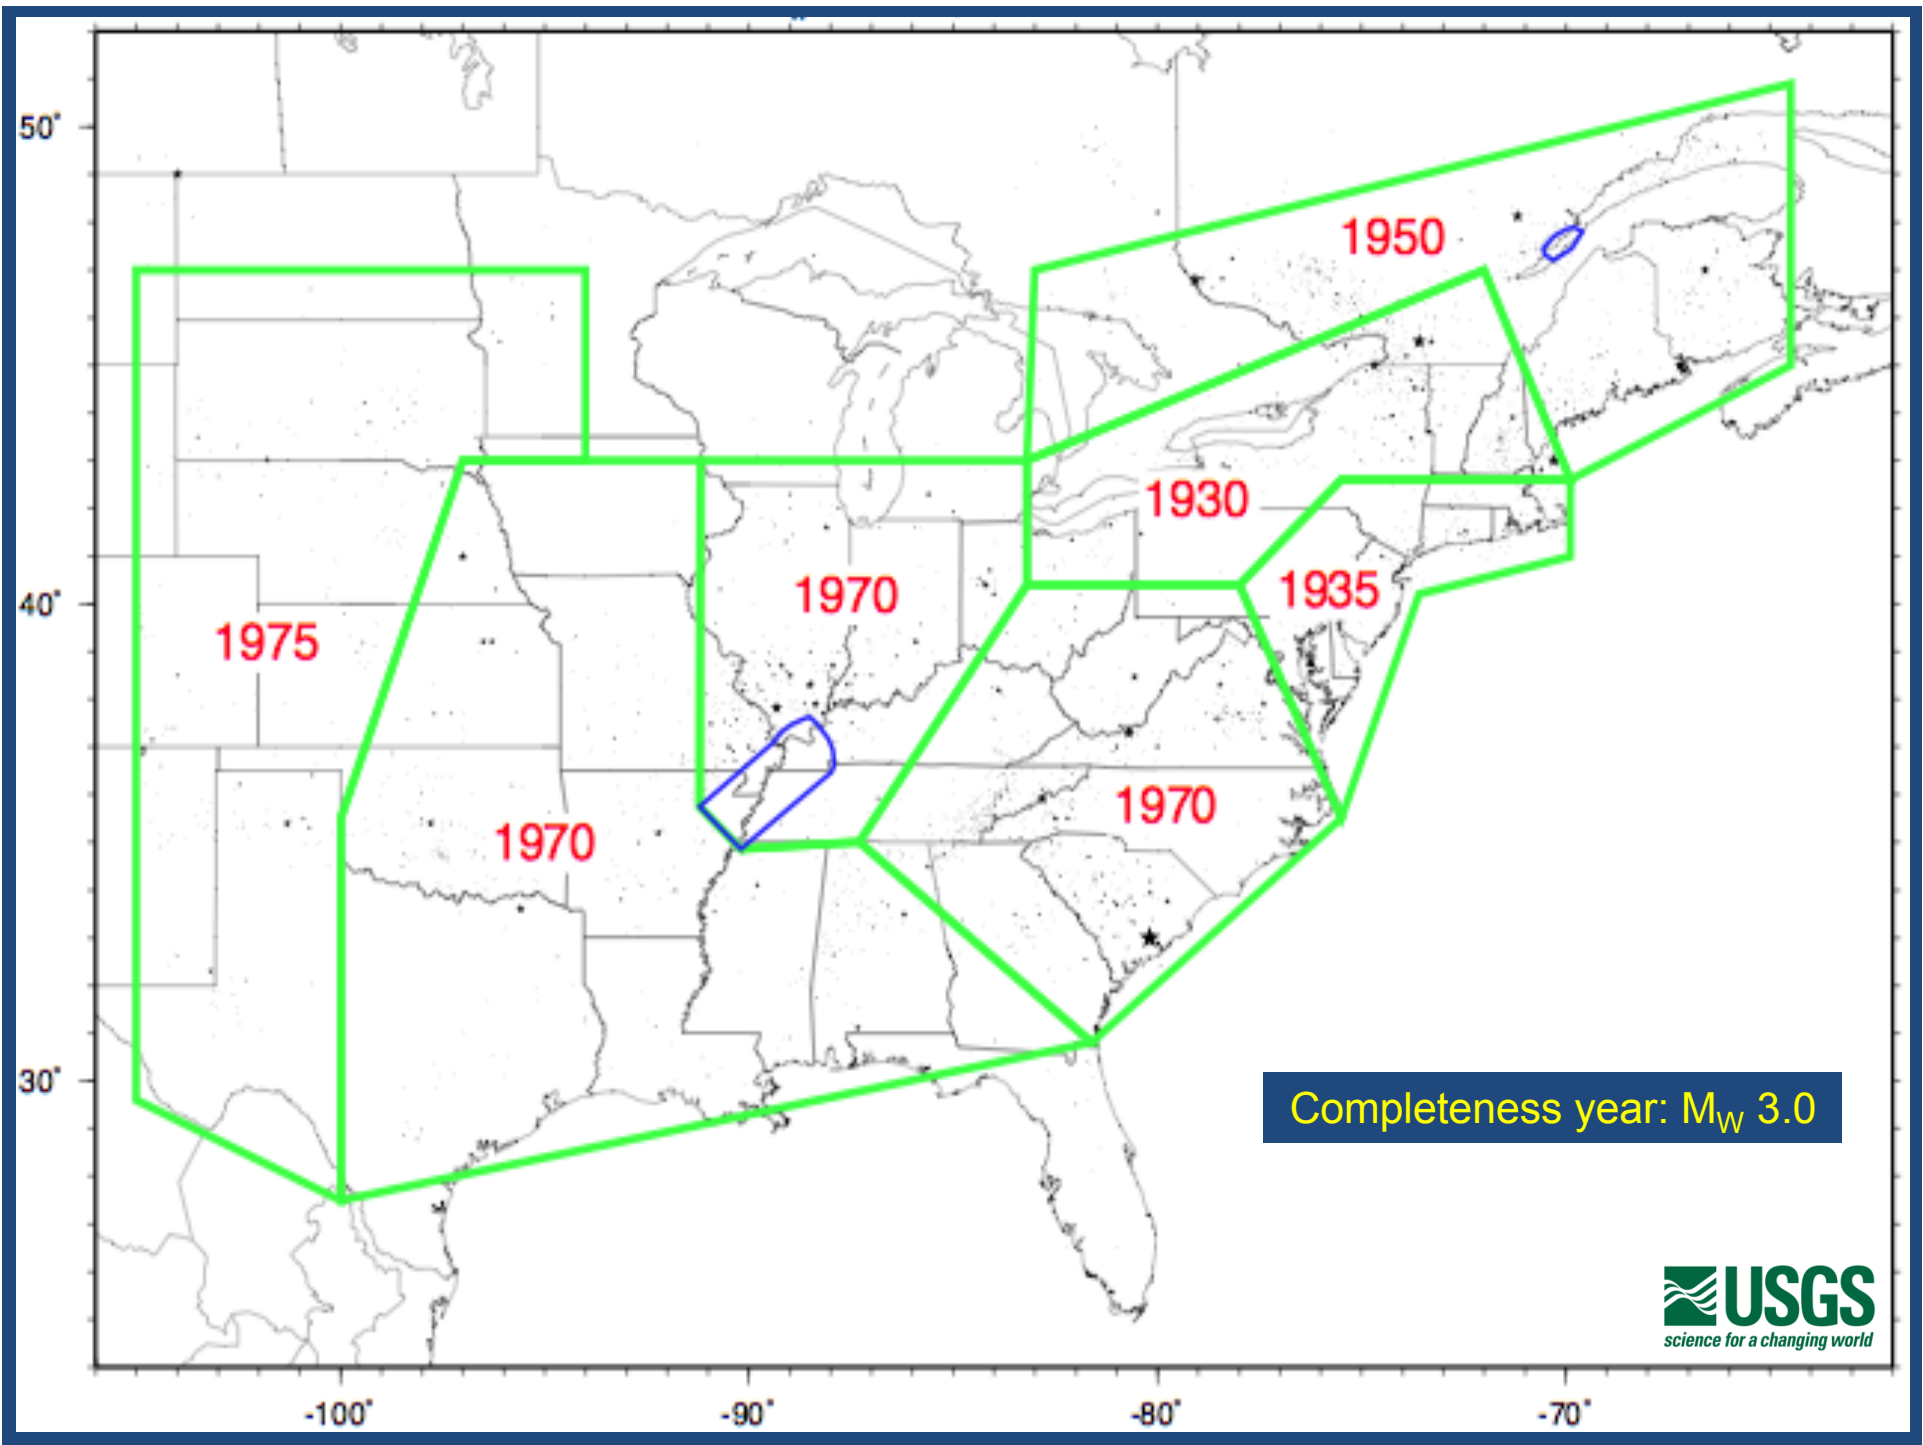 50°
1950
1930
1935
40°
1970
1975
1970
1970
30°
Completeness year: MW 3.0
USGS
science for a changing world
-100° -90° -80° -70°